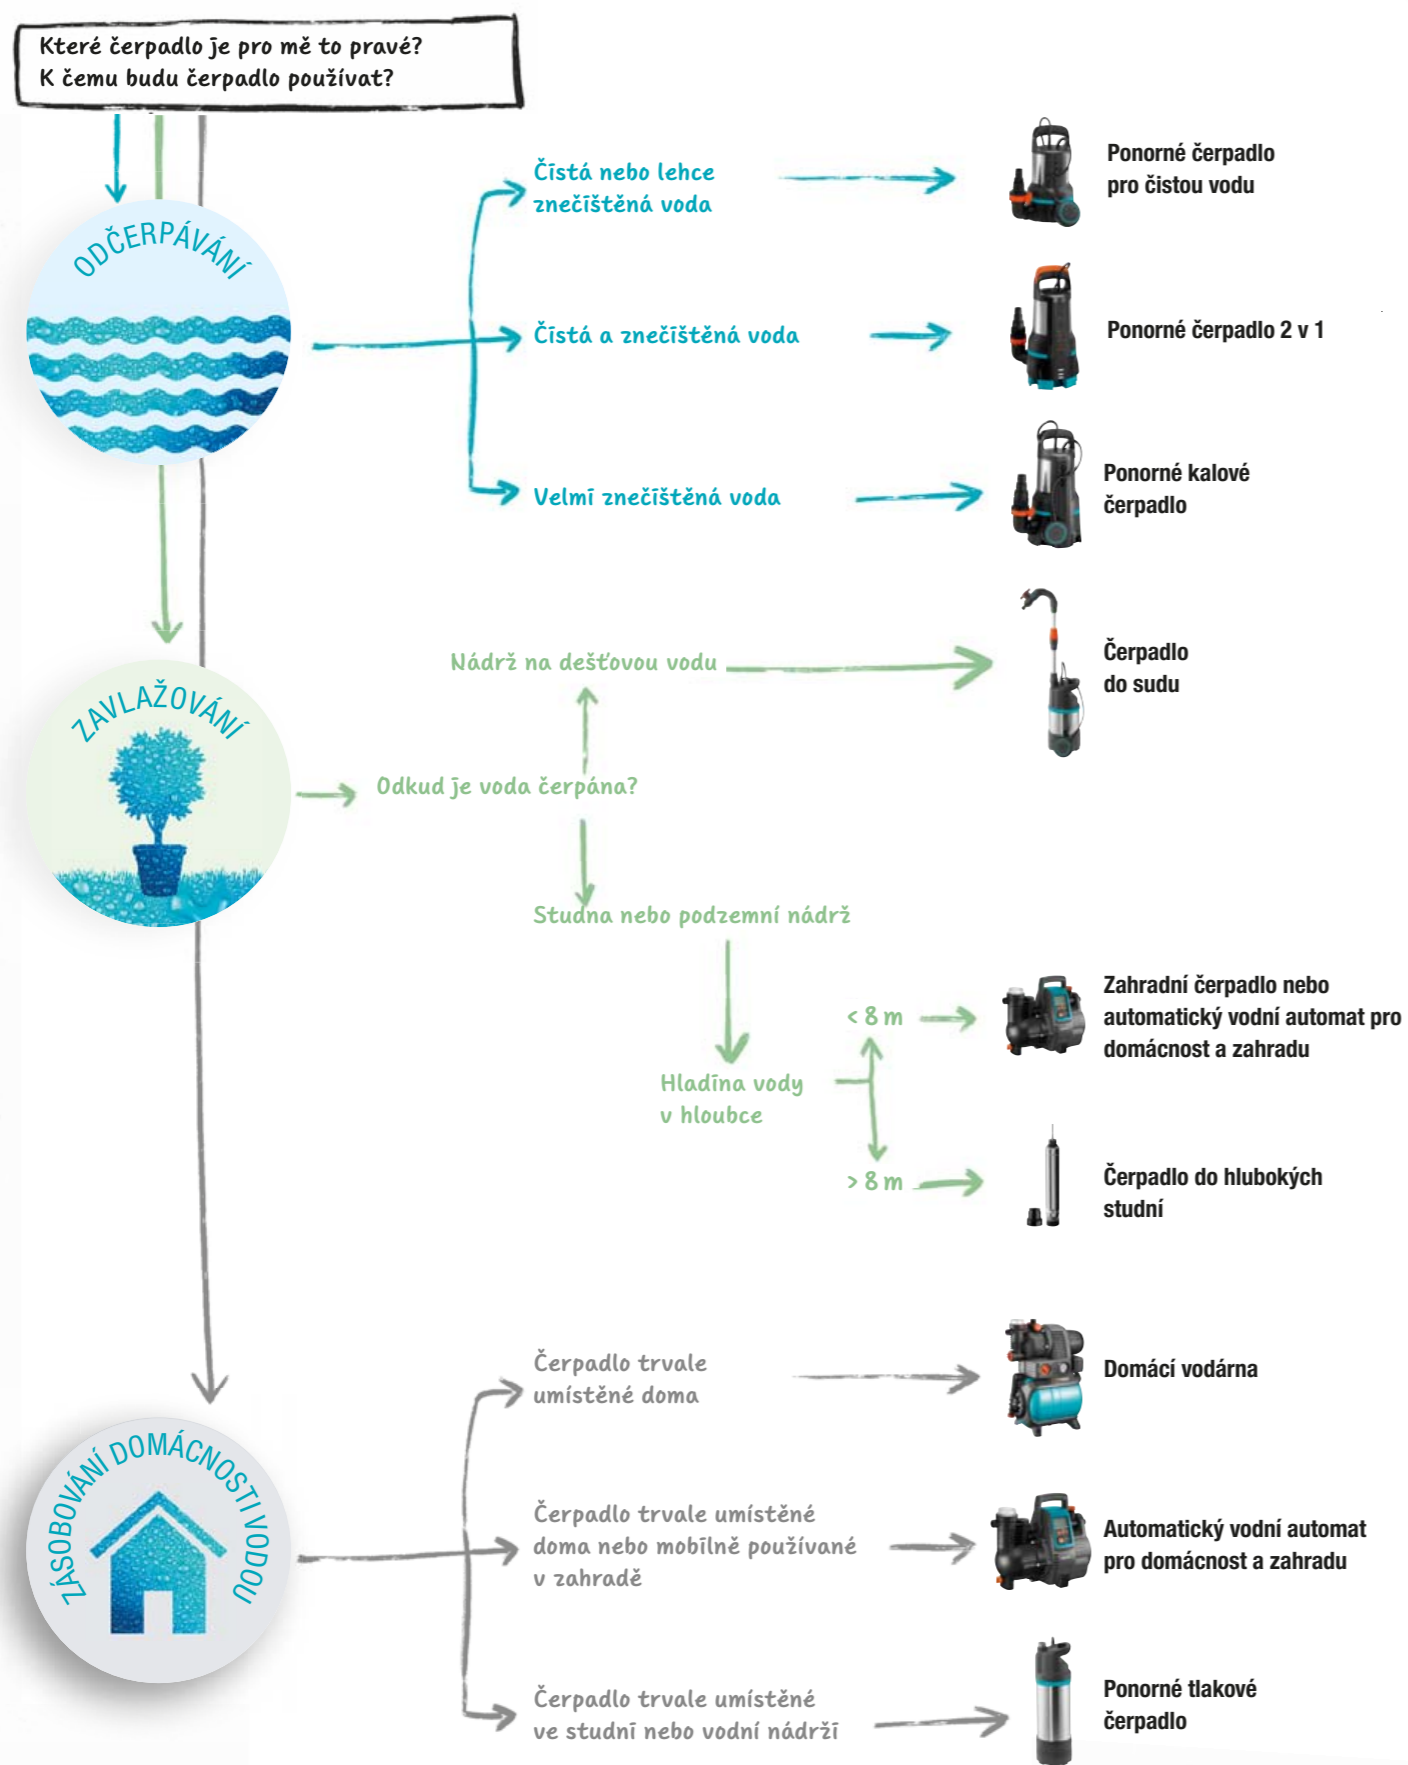 Které čerpadlo je pro mě to pravé?
K čemu budu čerpadlo používat?
ODČERPÁVÁNÍ
Čistá nebo lehce
znečištěná voda
Ponorné čerpadlo
pro čistou vodu
Čistá a znečištěná voda
Ponorné čerpadlo 2 v 1
Velmi znečištěná voda
Ponorné kalové
čerpadlo
ZAVLAŽOVÁNÍ
Nádrž na dešťovou vodu
Čerpadlo
do sudu
Odkud je voda čerpána?
Studna nebo podzemní nádrž
Hladina vody
v hloubce
< 8 m
Zahradní čerpadlo nebo
automatický vodní automat pro
domácnost a zahradu
> 8 m
Čerpadlo do hlubokých
studní
ZÁSOBOVÁNÍ DOMÁCNOSTI VODOU
Čerpadlo trvale
umístěné doma
Domácí vodárna
Čerpadlo trvale umístěné
doma nebo mobilně používané
v zahradě
Automatický vodní automat
pro domácnost a zahradu
Čerpadlo trvale umístěné
ve studni nebo vodní nádrži
Ponorné tlakové
čerpadlo